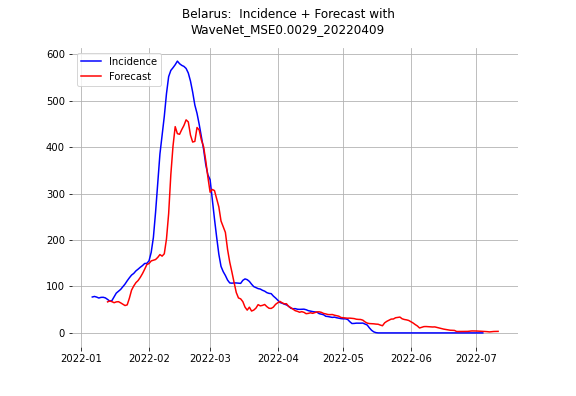 Belarus:  Incidence + Forecast with
WaveNet_MSE0.0029_20220409
Incidence
Forecast
600
500
400
300
200
100
0
2022-01 2022-02 2022-03 2022-04 2022-05 2022-06 2022-07